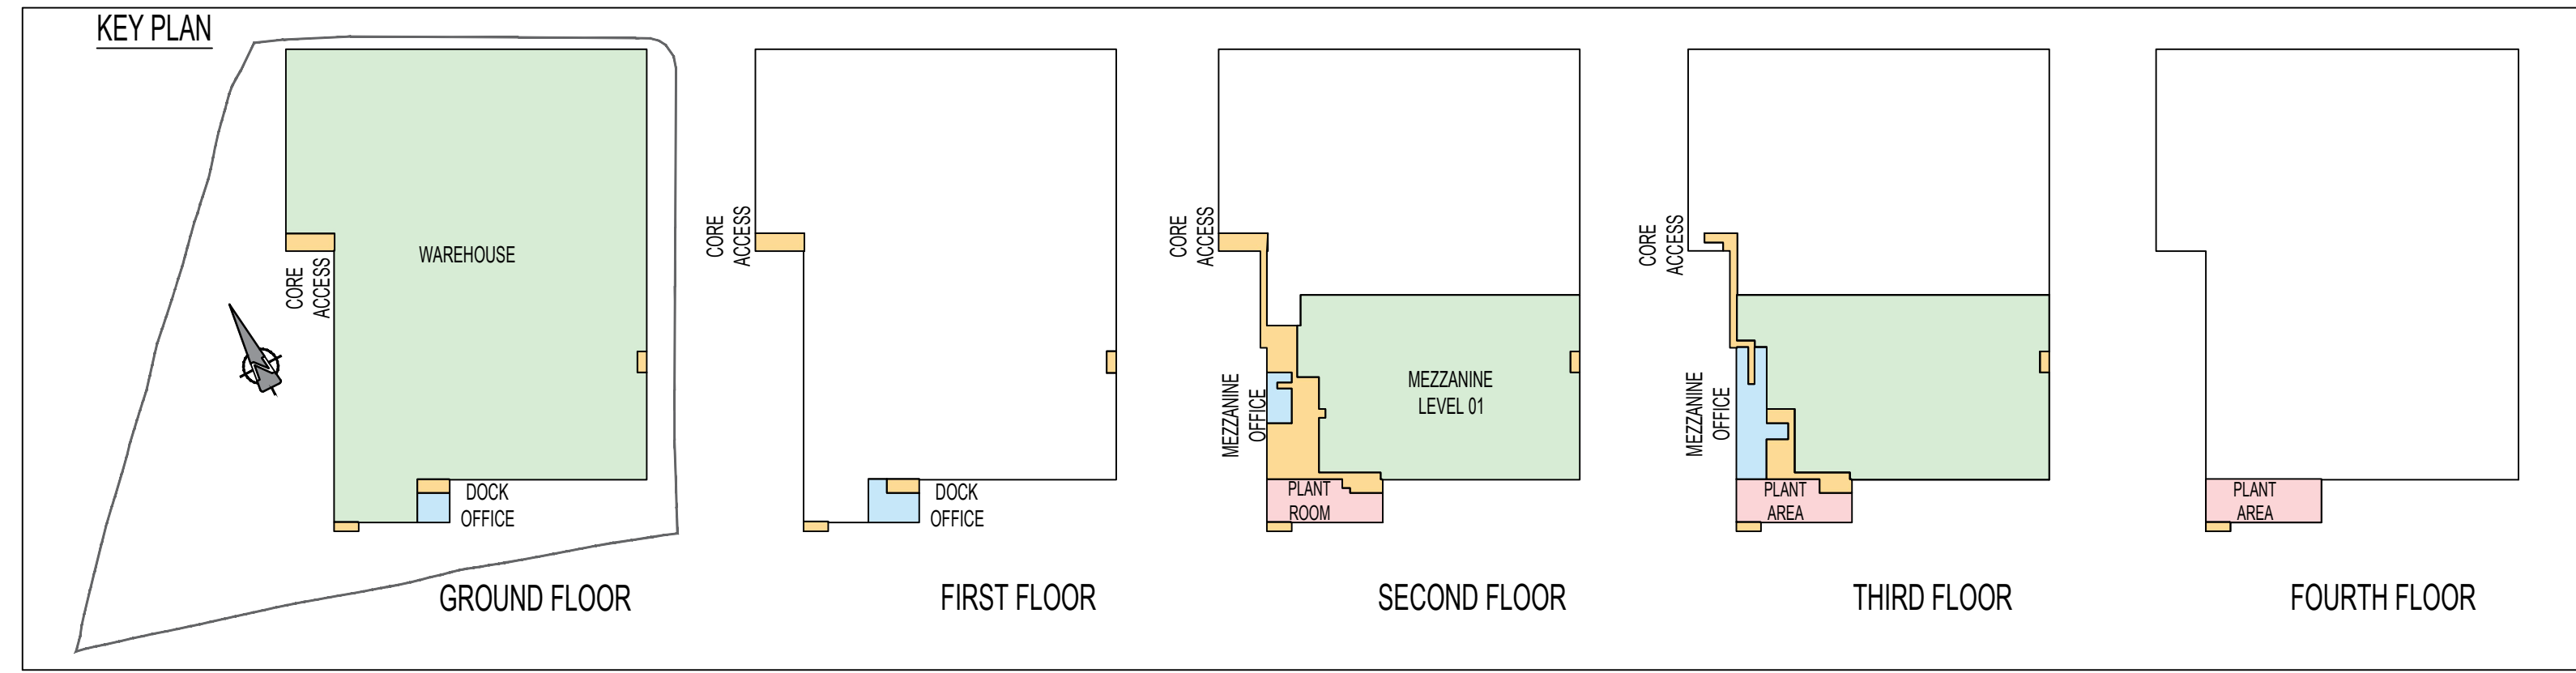 KEY PLAN
WAREHOUSE
CORE
ACCESS
DOCK
OFFICE
GROUND FLOOR
CORE
ACCESS
DOCK
OFFICE
FIRST FLOOR
CORE
ACCESS
MEZZANINE
OFFICE
MEZZANINE
LEVEL 01
PLANT
ROOM
SECOND FLOOR
CORE
ACCESS
MEZZANINE
OFFICE
PLANT
AREA
THIRD FLOOR
PLANT
AREA
FOURTH FLOOR